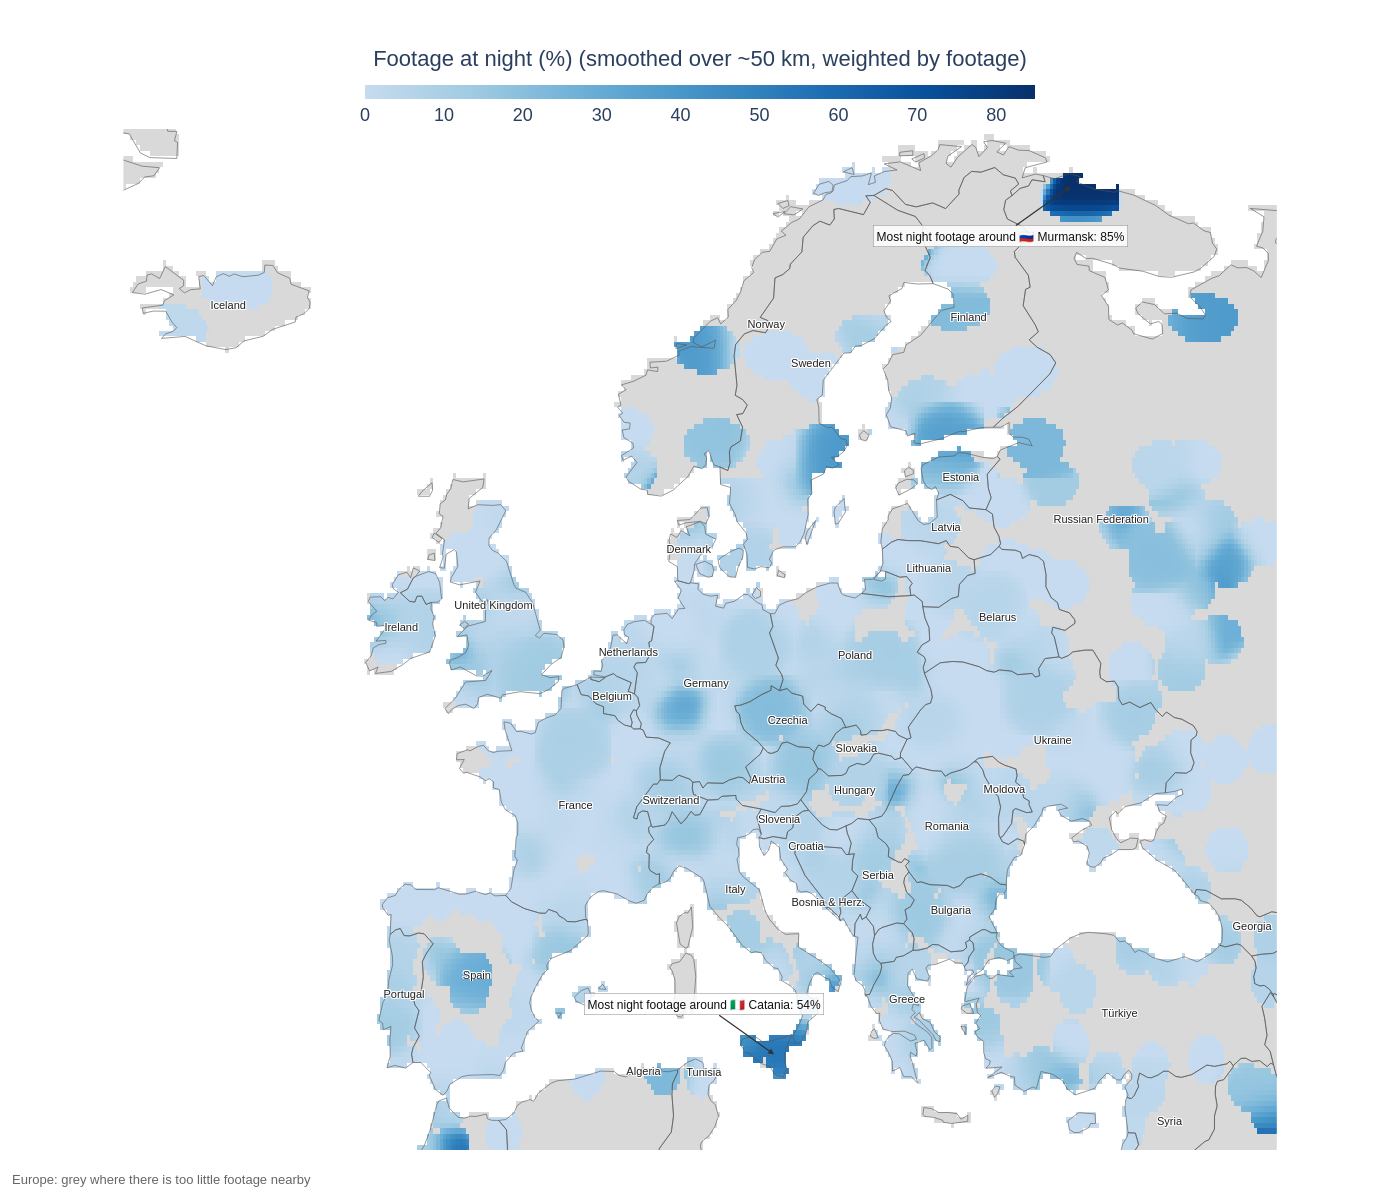 Footage at night (%) (smoothed over ~50 km, weighted by footage)
0 10 20 30 40 50 60 70 80
Most night footage around 🇷🇺 Murmansk: 85%
Iceland
Norway
Finland
Sweden
Estonia
Russian Federation
Latvia
Denmark
Lithuania
United Kingdom
Belarus
Ireland
Netherlands
Poland
Germany
Belgium
Czechia
Ukraine
Slovakia
Austria
Hungary
Moldova
Switzerland
France
Slovenia
Romania
Croatia
Serbia
Italy
Bosnia & Herz.
Bulgaria
Georgia
Spain
Portugal
Greece
Most night footage around 🇮🇹 Catania: 54%
Türkiye
Algeria
Tunisia
Syria
Europe: grey where there is too little footage nearby